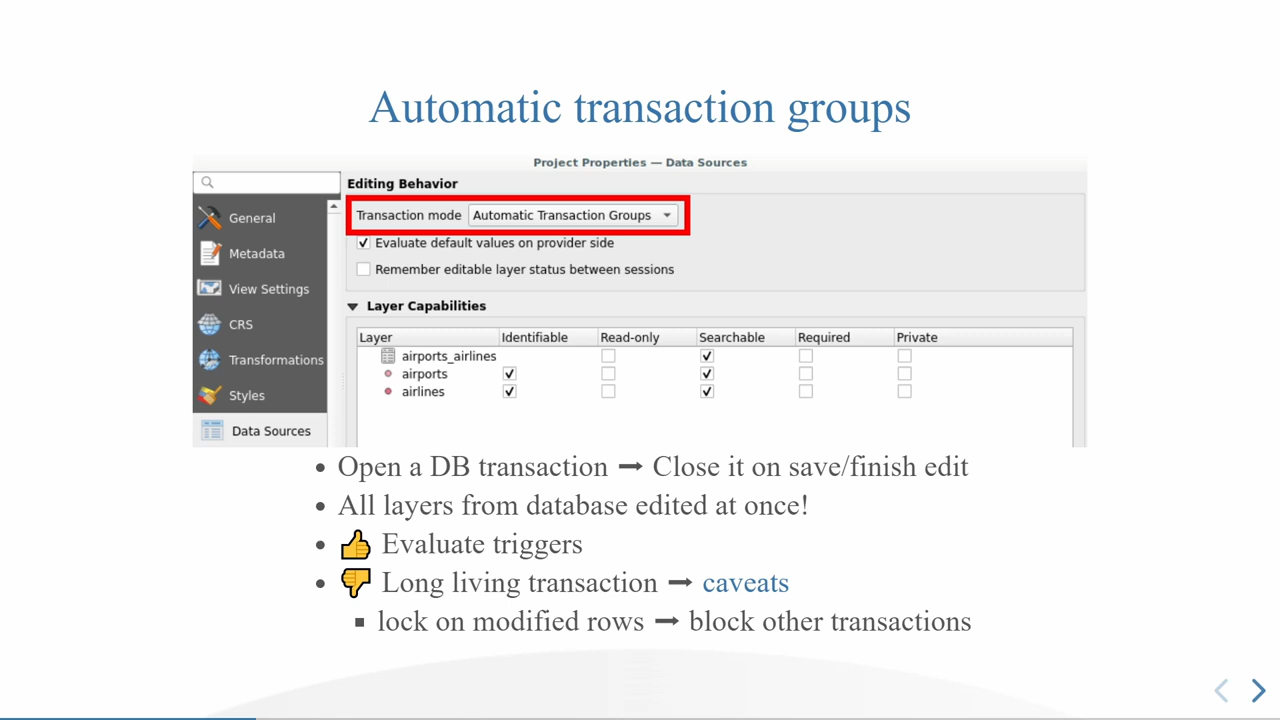 Automatic transaction groups
Project Properties — Data Sources
Editing Behavior
General
Transaction mode Automatic Transaction Groups
Evaluate default values on provider side
Metadata
Remember editable layer status between sessions
View Settings
Layer Capabilities
CRS
Layer Identifiable Read-only Searchable Required Private
airports_airlines
Transformations
airports
airlines
Styles
Data Sources
• Open a DB transaction ➞ Close it on save/finish edit
• All layers from database edited at once!
• 👍 Evaluate triggers
• 👎 Long living transaction ➞ caveats
▪ lock on modified rows ➞ block other transactions